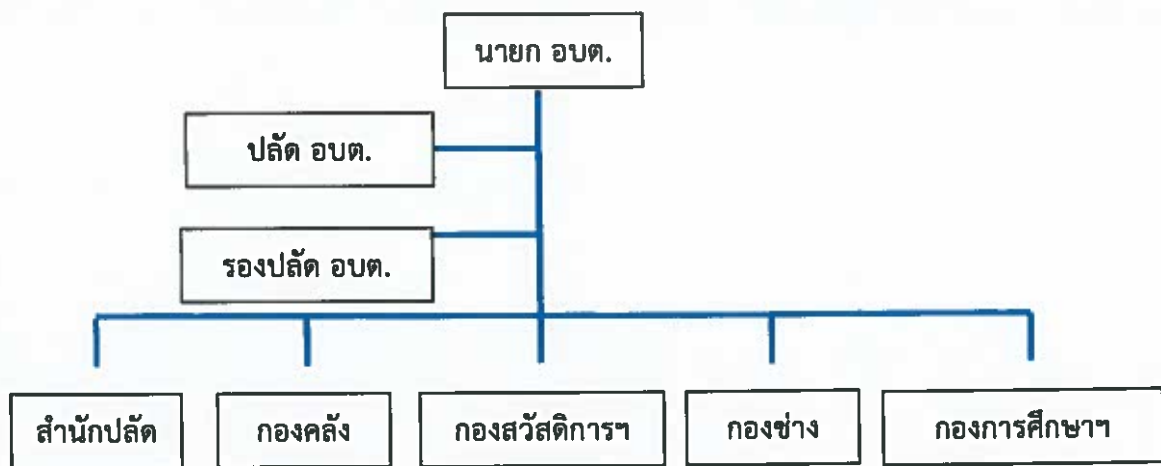 นายก อบต.
ปลัด อบต.
รองปลัด อบต.
สำนักปลัด
กองคลัง
กองสวัสดิการฯ
กองช่าง
กองการศึกษาฯ